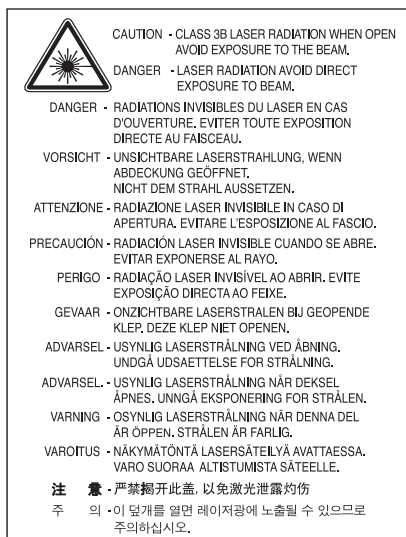 CAUTION - CLASS 3B LASER RADIATION WHEN OPEN
AVOID EXPOSURE TO THE BEAM.
DANGER - LASER RADIATION AVOID DIRECT
EXPOSURE TO BEAM.
DANGER - RADIATIONS INVISIBLES DU LASER EN CAS
D'OUVERTURE. EVITER TOUTE EXPOSITION
DIRECTE AU FAISCEAU.
VORSICHT - UNSICHTBARE LASERSTRAHLUNG, WENN
ABDECKUNG GEÖFFNET.
NICHT DEM STRAHL AUSSETZEN.
ATTENZIONE - RADIAZIONE LASER INVISIBILE IN CASO DI
APERTURA. EVITARE L'ESPOSIZIONE AL FASCIO.
PRECAUCIÓN - RADIACIÓN LASER INVISIBLE CUANDO SE ABRE.
EVITAR EXPONERSE AL RAYO.
PERIGO - RADIAÇÃO LASER INVISÍVEL AO ABRIR. EVITE
EXPOSIÇÃO DIRECTA AO FEIXE.
GEVAAR - ONZICHTBARE LASERSTRALEN BIJ GEOPENDE
KLEP. DEZE KLEP NIET OPENEN.
ADVARSEL - USYNLIG LASERSTRÅLNING VED ÅBNING.
UNDGÅ UDSAETTELSE FOR STRÅLNING.
ADVARSEL. - USYNLIG LASERSTRÅLNING NÅR DEKSEL
ÅPNES. UNNGÅ EKSPONERING FOR STRÅLEN.
VARNING - OSYNLIG LASERSTRÅLNING NÄR DENNA DEL
ÄR ÖPPEN. STRÅLEN ÄR FARLIG.
VAROITUS - NÄKYMÄTÖNTÄ LASERSÄTEILYÄ AVATTAESSA.
VARO SUORAA ALTISTUMISTA SÄTEELLE.
注 意 - 严禁揭开此盖, 以免激光泄露灼伤
주 의 - 이 덮개를 열면 레이저광에 노출될 수 있으므로
주의하십시오.